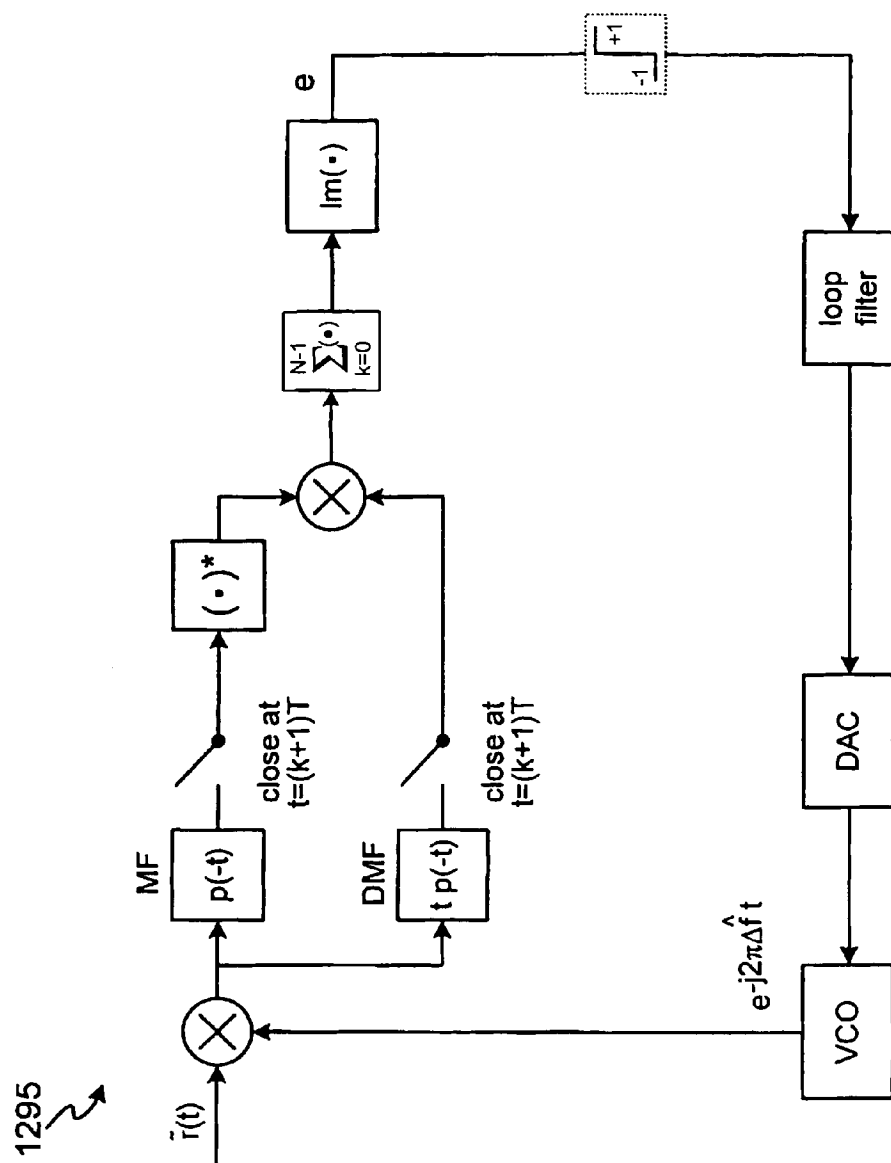 1295
r̃(t)
MF
p(-t)
close at
t=(k+1)T
(•)*
DMF
t p(-t)
close at
t=(k+1)T
N-1
∑(•)
k=0
Im(•)
e
+1
-1
loop
filter
DAC
VCO
e^-j2πΔf̂ t